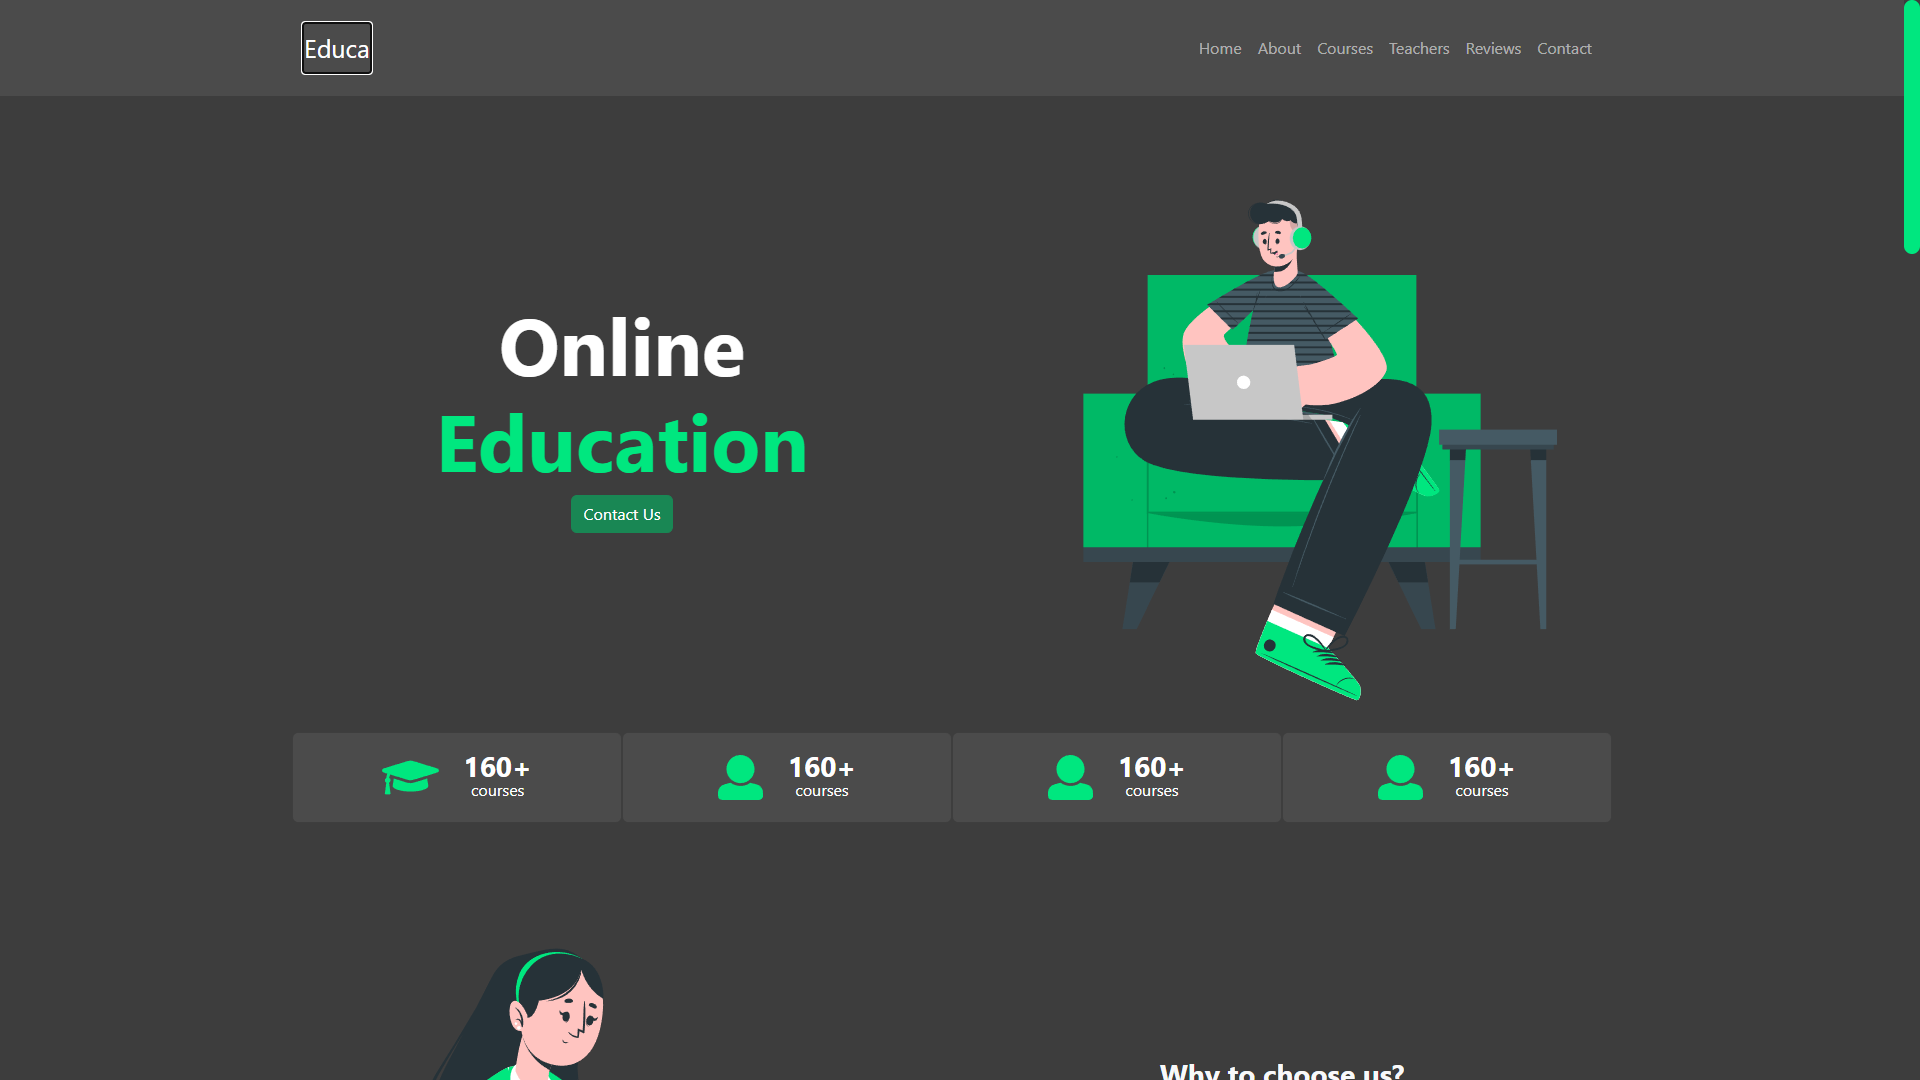 Educa
Home About Courses Teachers Reviews Contact
Online
Education
Contact Us
160+ 160+ 160+ 160+
courses courses courses courses
Why to choose us?